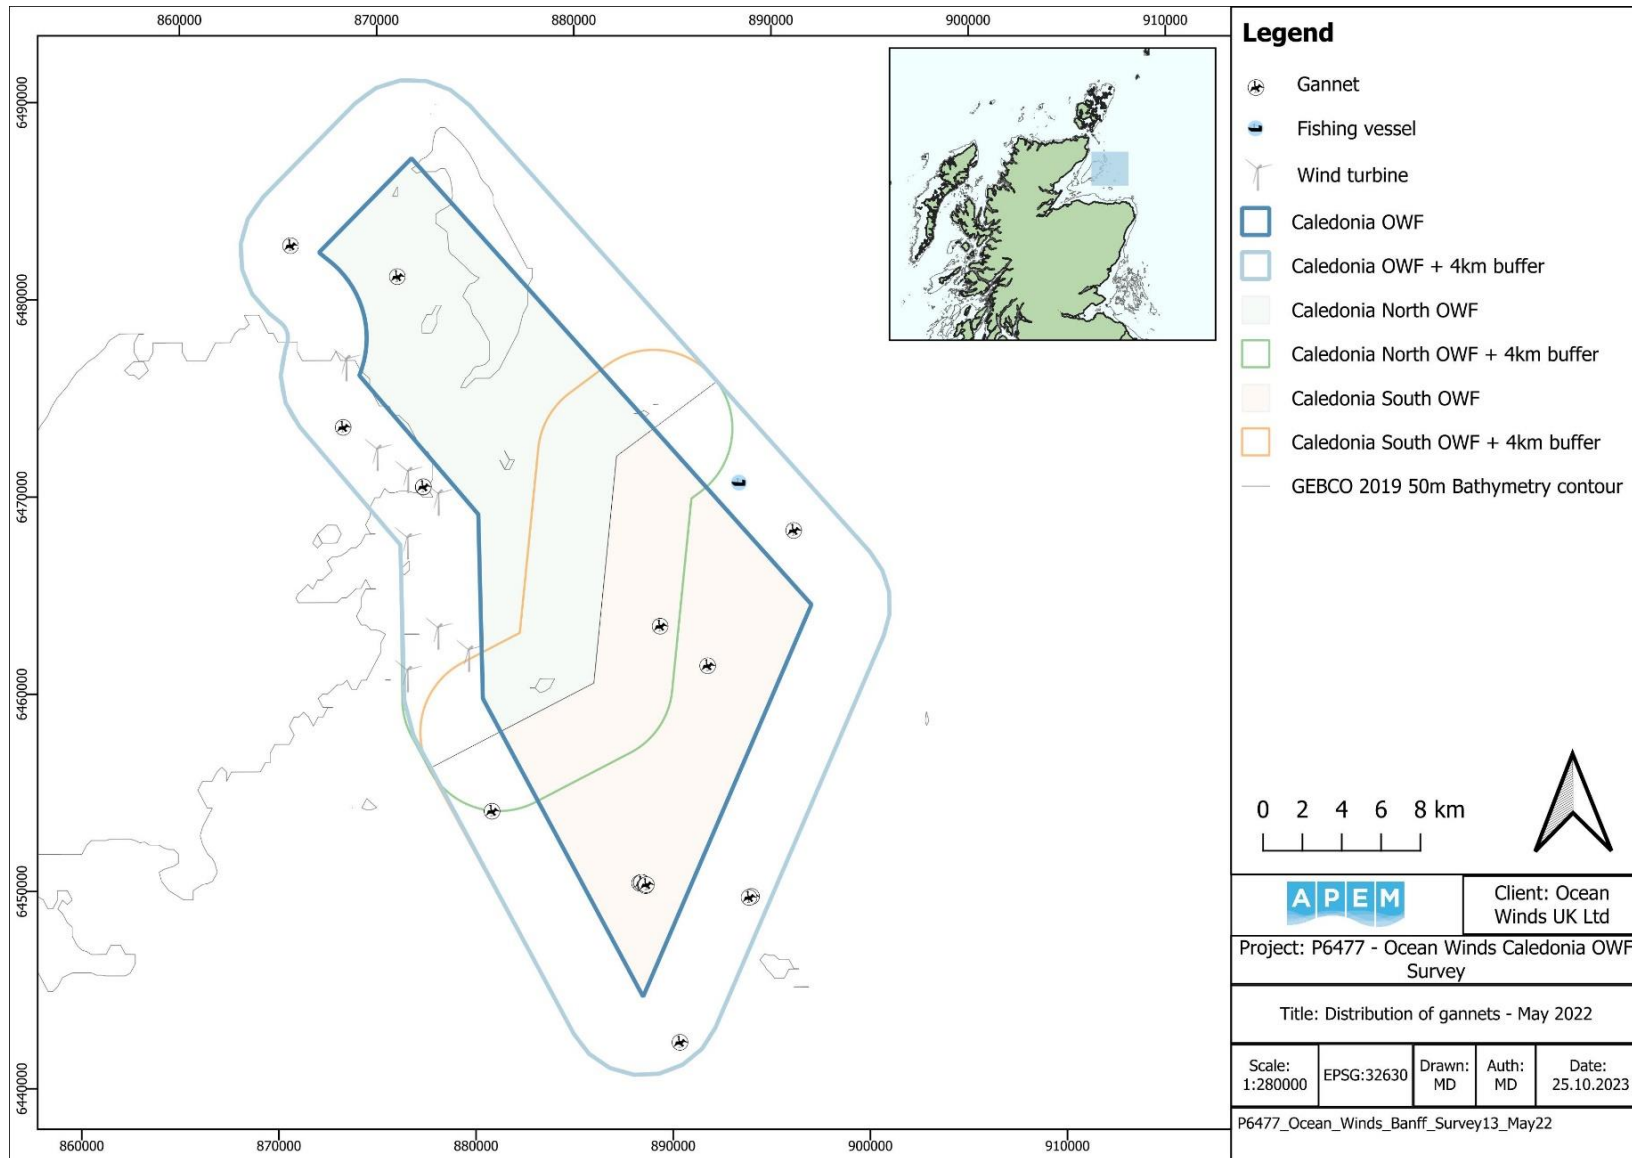 860000 870000 880000 890000 900000 910000
6490000
6480000
6470000
6460000
6450000
6440000
860000 870000 880000 890000 900000 910000
Legend
Gannet
Fishing vessel
Wind turbine
Caledonia OWF
Caledonia OWF + 4km buffer
Caledonia North OWF
Caledonia North OWF + 4km buffer
Caledonia South OWF
Caledonia South OWF + 4km buffer
GEBCO 2019 50m Bathymetry contour
0 2 4 6 8 km
APEM
Client: Ocean
Winds UK Ltd
Project: P6477 - Ocean Winds Caledonia OWF
Survey
Title: Distribution of gannets - May 2022
Scale:
1:280000
EPSG:32630
Drawn:
MD
Auth:
MD
Date:
25.10.2023
P6477_Ocean_Winds_Banff_Survey13_May22